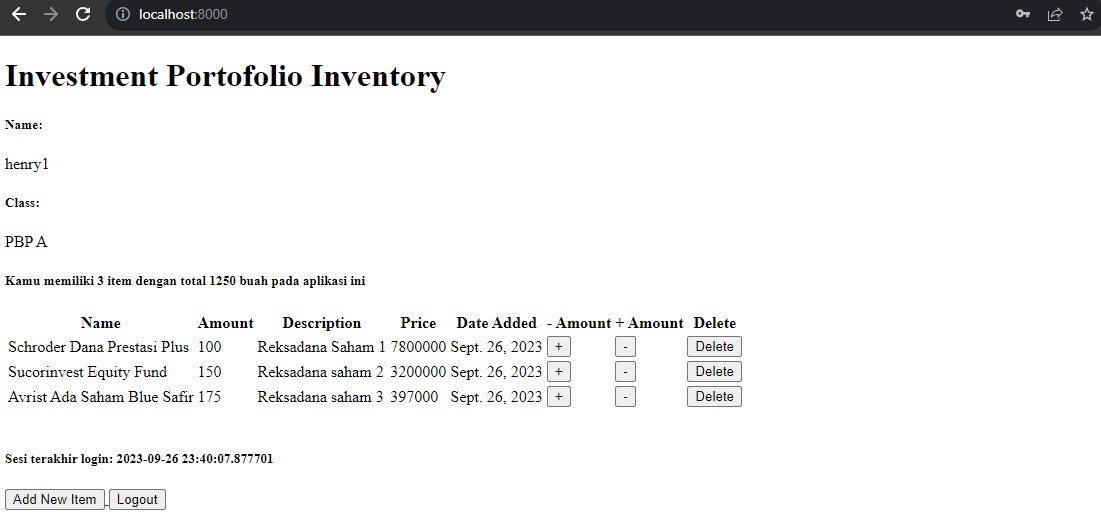 localhost:8000
Investment Portofolio Inventory
Name:
henry1
Class:
PBP A
Kamu memiliki 3 item dengan total 1250 buah pada aplikasi ini
Name Amount Description Price Date Added - Amount + Amount Delete
Schroder Dana Prestasi Plus 100 Reksadana Saham 1 7800000 Sept. 26, 2023 + - Delete
Sucorinvest Equity Fund 150 Reksadana saham 2 3200000 Sept. 26, 2023 + - Delete
Avrist Ada Saham Blue Safir 175 Reksadana saham 3 397000 Sept. 26, 2023 + - Delete
Sesi terakhir login: 2023-09-26 23:40:07.877701
Add New Item Logout